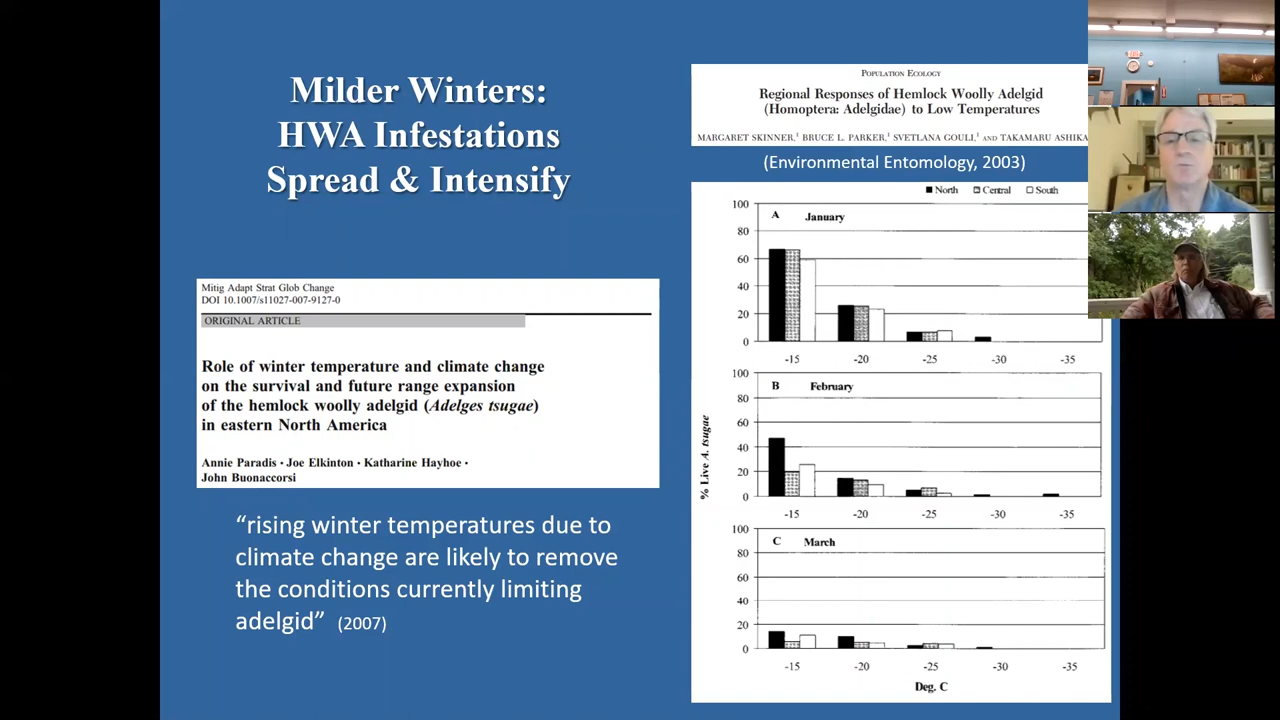 Milder Winters:
HWA Infestations
Spread & Intensify
Mitig Adapt Strat Glob Change
DOI 10.1007/s11027-007-9127-0
ORIGINAL ARTICLE
Role of winter temperature and climate change
on the survival and future range expansion
of the hemlock woolly adelgid (Adelges tsugae)
in eastern North America
Annie Paradis · Joe Elkinton · Katharine Hayhoe ·
John Buonaccorsi
“rising winter temperatures due to
climate change are likely to remove
the conditions currently limiting
adelgid” (2007)
POPULATION ECOLOGY
Regional Responses of Hemlock Woolly Adelgid
(Homoptera: Adelgidae) to Low Temperatures
MARGARET SKINNER,¹ BRUCE L. PARKER,¹ SVETLANA GOULI,¹ AND TAKAMARU ASHIKA
(Environmental Entomology, 2003)
North Central South
A January
100
80
60
40
20
0
-15 -20 -25 -30 -35
B February
100
80
60
40
20
0
-15 -20 -25 -30 -35
C March
100
80
60
40
20
0
-15 -20 -25 -30 -35
% Live A. tsugae
Deg. C